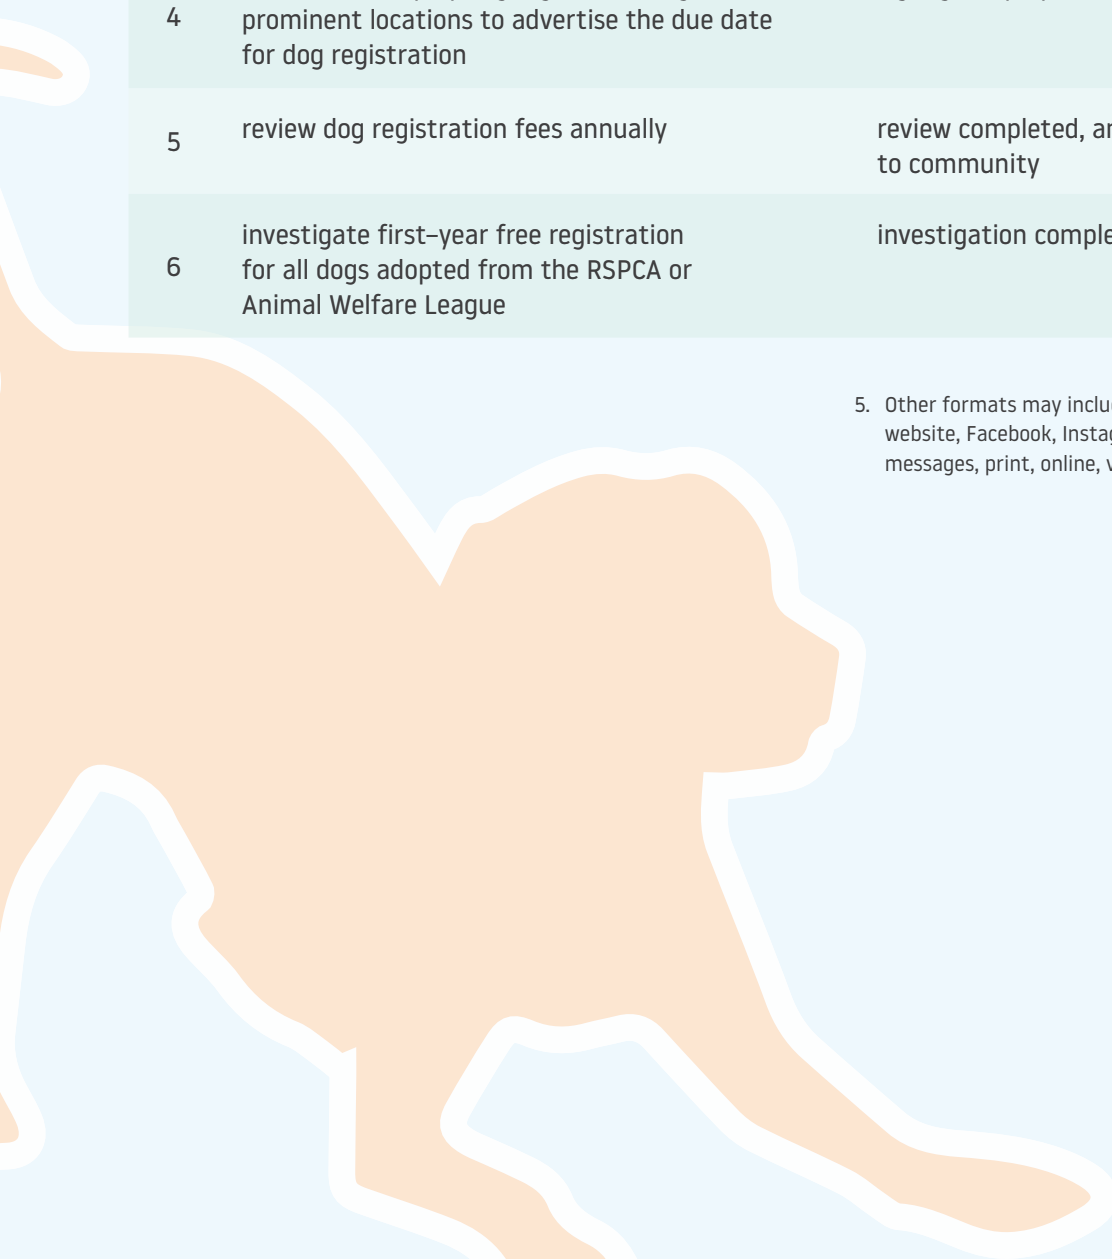 4
prominent locations to advertise the due date
for dog registration
5
review dog registration fees annually
review completed,
to community
6
investigate first–year free registration
for all dogs adopted from the RSPCA or
Animal Welfare League
investigation
5. Other formats may
website, Facebook,
messages, print, online,